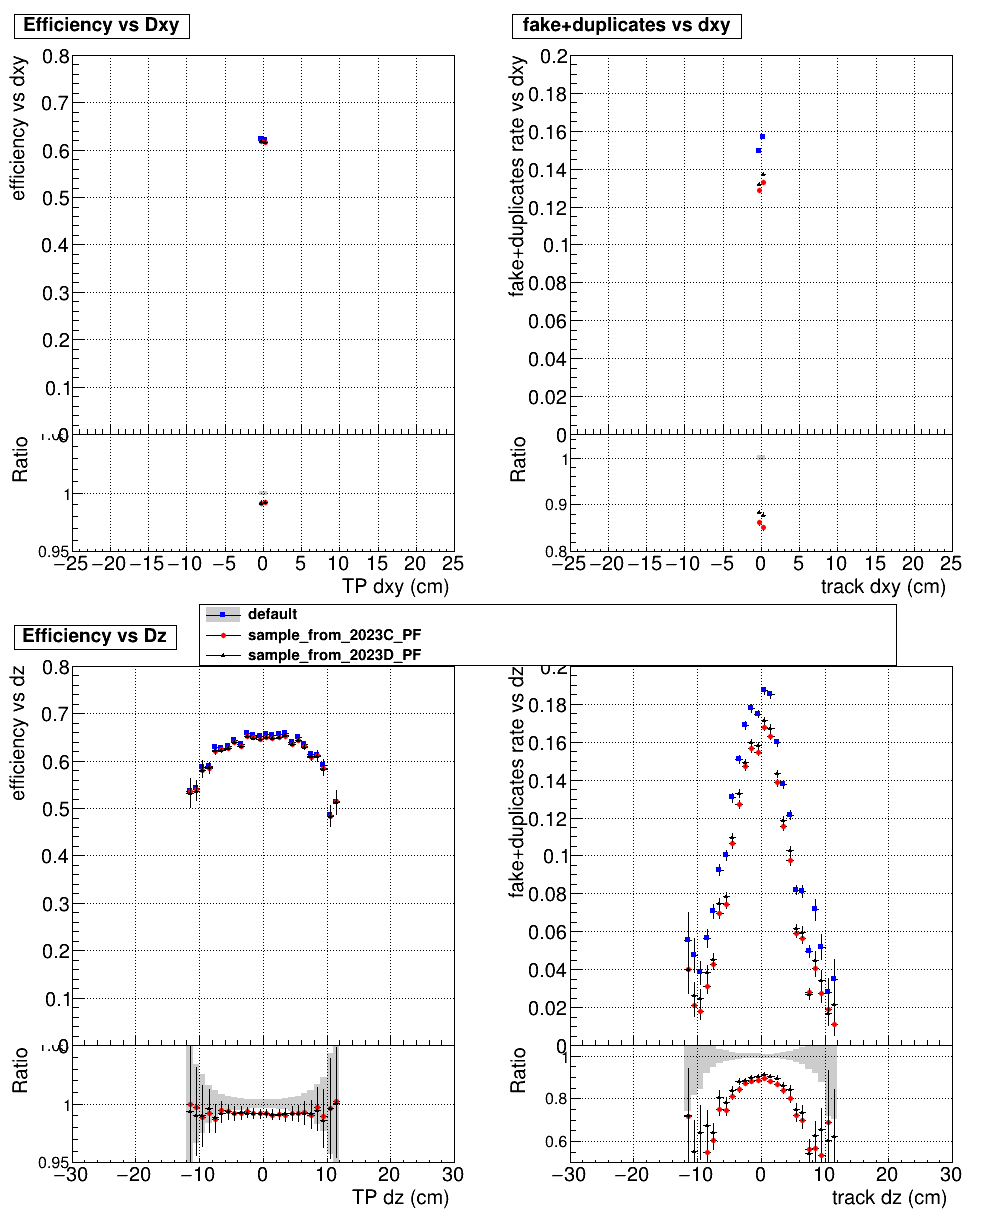 Efficiency vs Dxy
efficiency vs dxy
0.8
0.7
0.6
0.5
0.4
0.3
0.2
0.1
0
Ratio
1
0.95
−25 −20 −15 −10 −5 0 5 10 15 20 25
TP dxy (cm)
fake+duplicates vs dxy
fake+duplicates rate vs dxy
0.2
0.18
0.16
0.14
0.12
0.1
0.08
0.06
0.04
0.02
0
Ratio
1
0.9
0.8
−25 −20 −15 −10 −5 0 5 10 15 20 25
track dxy (cm)
default
sample_from_2023C_PF
sample_from_2023D_PF
Efficiency vs Dz
efficiency vs dz
0.8
0.7
0.6
0.5
0.4
0.3
0.2
0.1
0
Ratio
1
0.95
−30 −20 −10 0 10 20 30
TP dz (cm)
fake+duplicates rate vs dz
0.2
0.18
0.16
0.14
0.12
0.1
0.08
0.06
0.04
0.02
0
Ratio
1
0.8
0.6
−30 −20 −10 0 10 20 30
track dz (cm)